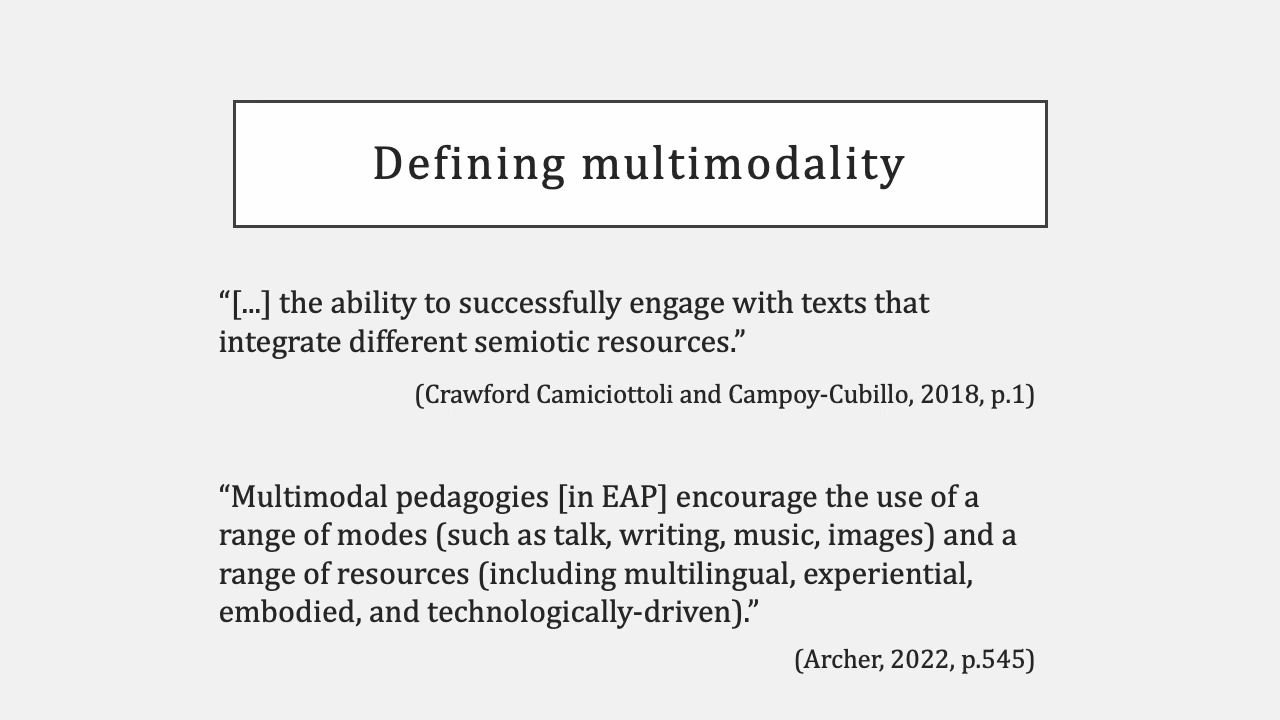 Defining multimodality
“[...] the ability to successfully engage with texts that
integrate different semiotic resources.”
(Crawford Camiciottoli and Campoy-Cubillo, 2018, p.1)
“Multimodal pedagogies [in EAP] encourage the use of a
range of modes (such as talk, writing, music, images) and a
range of resources (including multilingual, experiential,
embodied, and technologically-driven).”
(Archer, 2022, p.545)